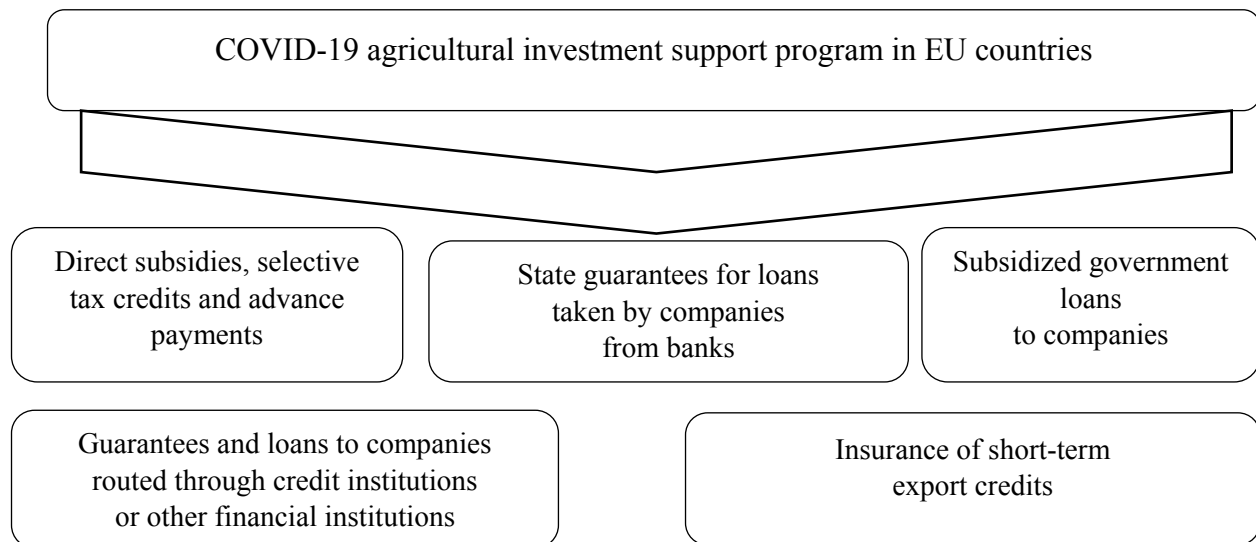 COVID-19 agricultural investment support program in EU countries
Direct subsidies, selective
tax credits and advance
payments
State guarantees for loans
taken by companies
from banks
Subsidized government
loans
to companies
Guarantees and loans to companies
routed through credit institutions
or other financial institutions
Insurance of short-term
export credits